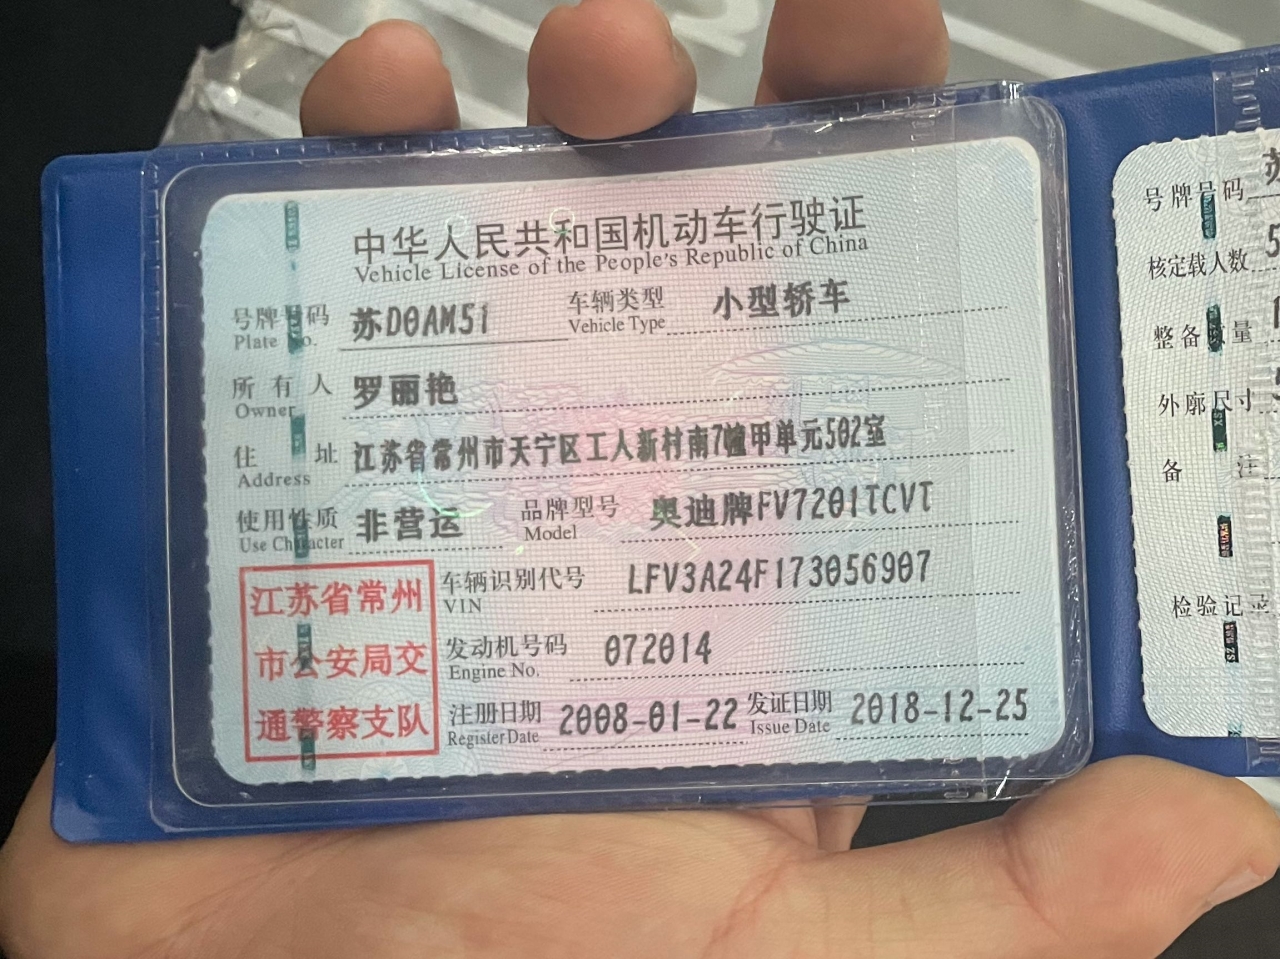 中华人民共和国机动车行驶证
Vehicle License of the People's Republic of China
号牌号码 苏D0AM51 车辆类型 小型轿车
Plate No. Vehicle Type
所有人 罗丽艳
Owner
住址 江苏省常州市天宁区工人新村南7幢甲单元502室
Address
使用性质 非营运 品牌型号 奥迪牌FV7201TCVT
Use Character Model
江苏省常州
市公安局交
通警察支队
车辆识别代号 LFV3A24F173056907
VIN
发动机号码 072014
Engine No.
注册日期 2008-01-22 发证日期 2018-12-25
Register Date Issue Date
号牌号码 苏
核定载人数 5
整备质量
外廓尺寸
备注
检验记录